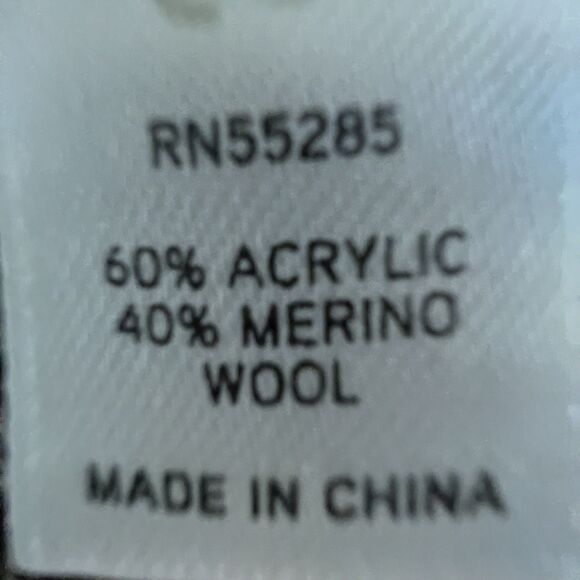 RN55285
60% ACRYLIC
40% MERINO
WOOL
MADE IN CHINA